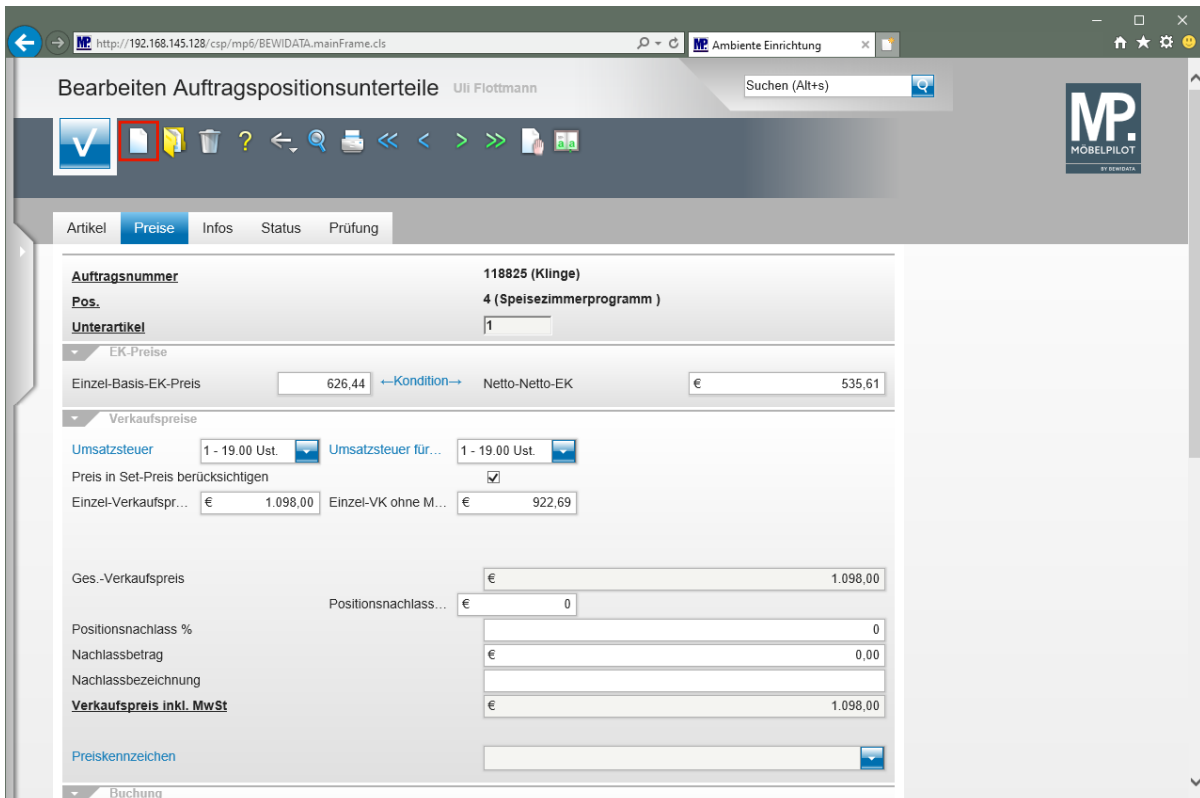 http://192.168.145.128/csp/mp6/BEWIDATA.mainFrame.cls
MP Ambiente Einrichtung
Bearbeiten Auftragspositionsunterteile Uli Flottmann
Suchen (Alt+s)
MP.
MÖBELPILOT
BY BEWIDATA
Artikel Preise Infos Status Prüfung
Auftragsnummer 118825 (Klinge)
Pos. 4 (Speisezimmerprogramm )
Unterartikel 1
EK-Preise
Einzel-Basis-EK-Preis 626,44 ←Kondition→ Netto-Netto-EK € 535,61
Verkaufspreise
Umsatzsteuer 1 - 19.00 Ust. Umsatzsteuer für... 1 - 19.00 Ust.
Preis in Set-Preis berücksichtigen
Einzel-Verkaufspr... € 1.098,00 Einzel-VK ohne M... € 922,69
Ges.-Verkaufspreis € 1.098,00
Positionsnachlass... € 0
Positionsnachlass % 0
Nachlassbetrag € 0,00
Nachlassbezeichnung
Verkaufspreis inkl. MwSt € 1.098,00
Preiskennzeichen
Buchung